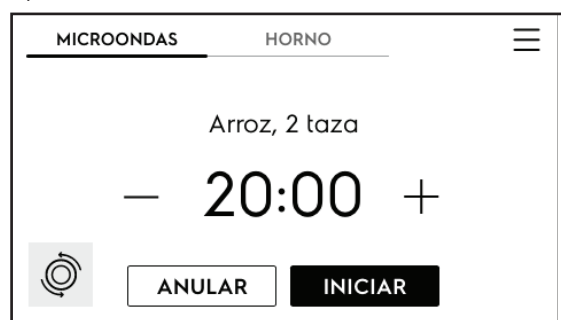 MICROONDAS HORNO
Arroz, 2 taza
— 20:00 +
ANULAR INICIAR